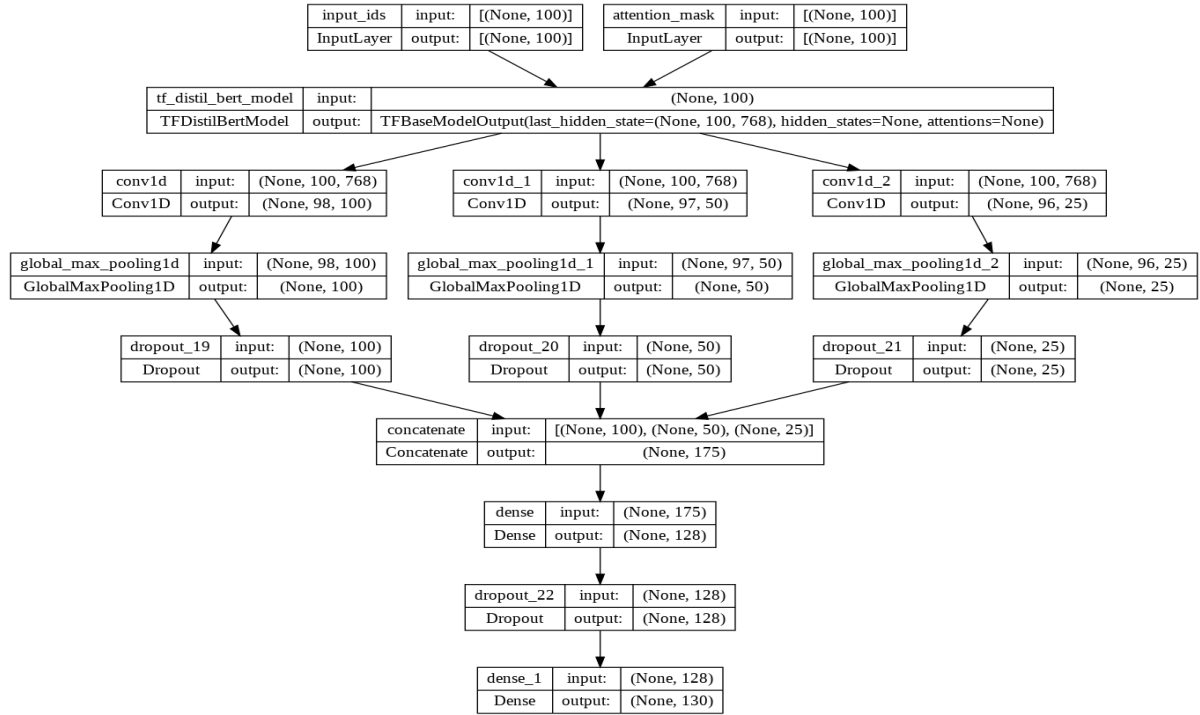 input_ids input: [(None, 100)]
InputLayer output: [(None, 100)]
attention_mask input: [(None, 100)]
InputLayer output: [(None, 100)]
tf_distil_bert_model input: (None, 100)
TFDistilBertModel output: TFBaseModelOutput(last_hidden_state=(None, 100, 768), hidden_states=None, attentions=None)
conv1d input: (None, 100, 768)
Conv1D output: (None, 98, 100)
conv1d_1 input: (None, 100, 768)
Conv1D output: (None, 97, 50)
conv1d_2 input: (None, 100, 768)
Conv1D output: (None, 96, 25)
global_max_pooling1d input: (None, 98, 100)
GlobalMaxPooling1D output: (None, 100)
global_max_pooling1d_1 input: (None, 97, 50)
GlobalMaxPooling1D output: (None, 50)
global_max_pooling1d_2 input: (None, 96, 25)
GlobalMaxPooling1D output: (None, 25)
dropout_19 input: (None, 100)
Dropout output: (None, 100)
dropout_20 input: (None, 50)
Dropout output: (None, 50)
dropout_21 input: (None, 25)
Dropout output: (None, 25)
concatenate input: [(None, 100), (None, 50), (None, 25)]
Concatenate output: (None, 175)
dense input: (None, 175)
Dense output: (None, 128)
dropout_22 input: (None, 128)
Dropout output: (None, 128)
dense_1 input: (None, 128)
Dense output: (None, 130)